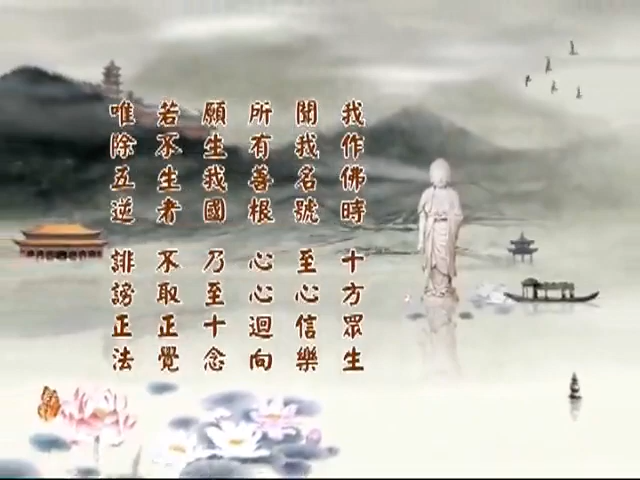 我作佛時　十方眾生
聞我名號　至心信樂
所有善根　心心迴向
願生我國　乃至十念
若不生者　不取正覺
唯除五逆　誹謗正法